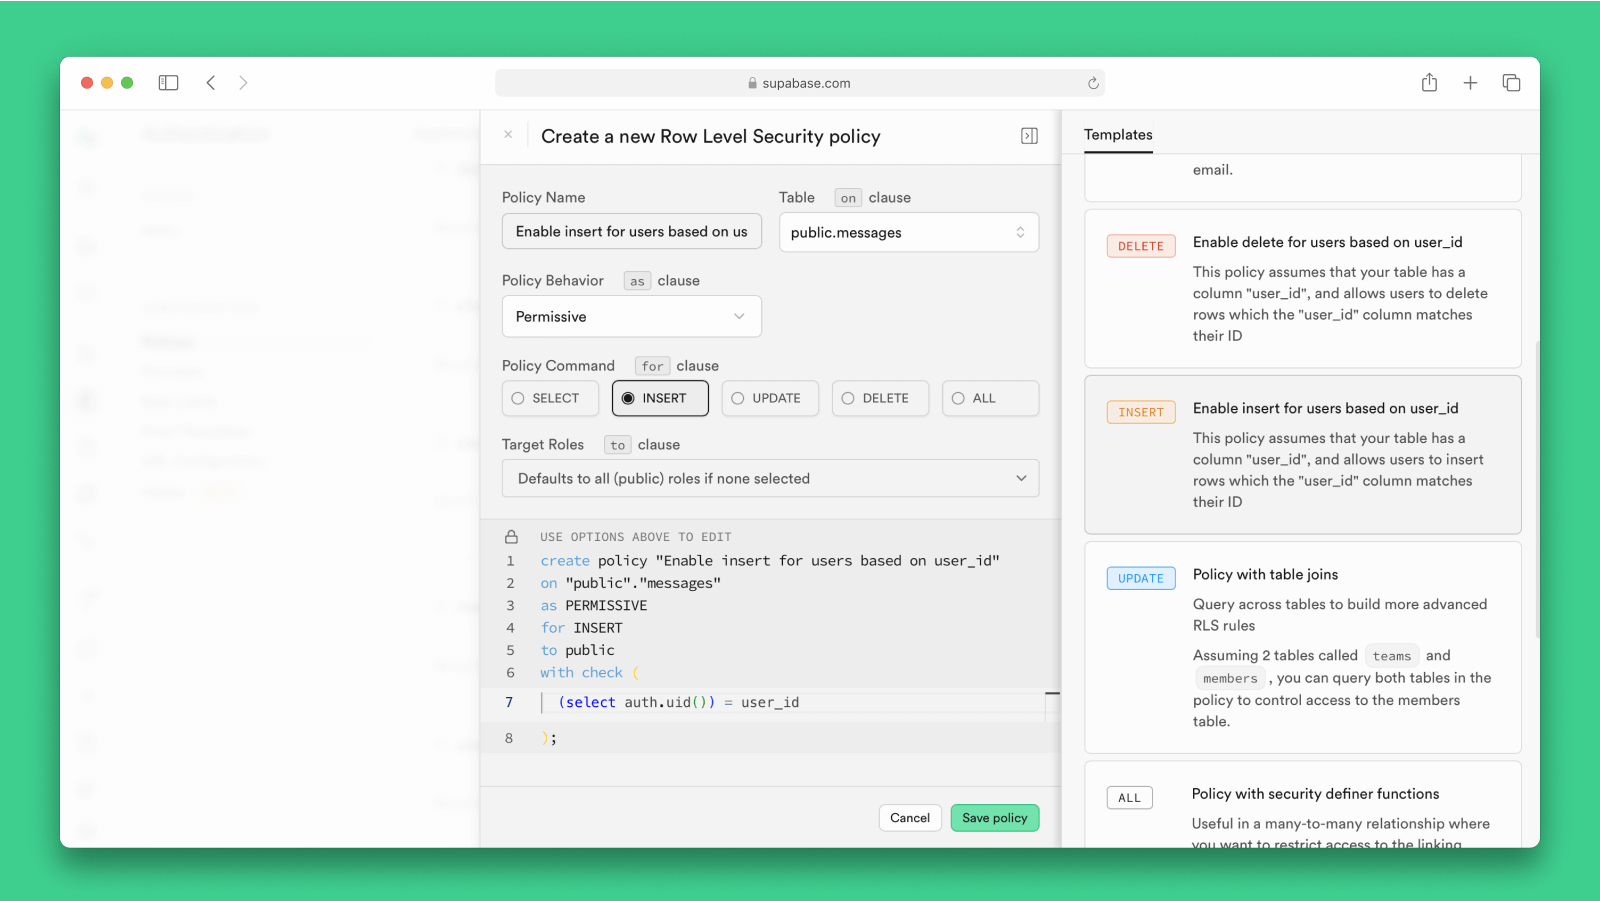 supabase.com
Create a new Row Level Security policy
Policy Name
Enable insert for users based on us
Table on clause
public.messages
Policy Behavior as clause
Permissive
Policy Command for clause
SELECT
INSERT
UPDATE
DELETE
ALL
Target Roles to clause
Defaults to all (public) roles if none selected
USE OPTIONS ABOVE TO EDIT
1 create policy "Enable insert for users based on user_id"
2 on "public"."messages"
3 as PERMISSIVE
4 for INSERT
5 to public
6 with check (
7 (select auth.uid()) = user_id
8 );
Cancel
Save policy
Templates
email.
DELETE
Enable delete for users based on user_id
This policy assumes that your table has a
column "user_id", and allows users to delete
rows which the "user_id" column matches
their ID
INSERT
Enable insert for users based on user_id
This policy assumes that your table has a
column "user_id", and allows users to insert
rows which the "user_id" column matches
their ID
UPDATE
Policy with table joins
Query across tables to build more advanced
RLS rules
Assuming 2 tables called teams and
members , you can query both tables in the
policy to control access to the members
table.
ALL
Policy with security definer functions
Useful in a many-to-many relationship where
you want to restrict access to the linking